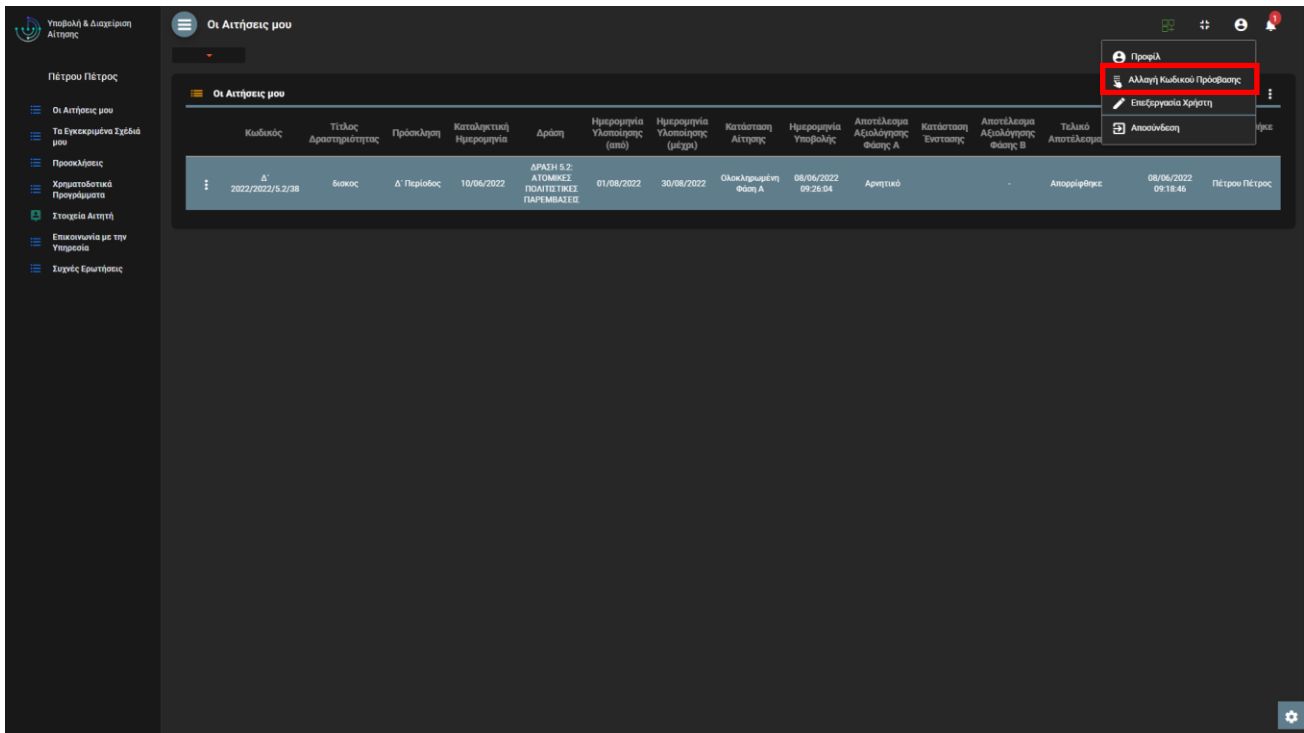 Υποβολή & Διαχείριση
Αίτησης
Πέτρου Πέτρος
Οι Αιτήσεις μου
Τα Εγκεκριμένα Σχέδιά
μου
Προσκλήσεις
Χρηματοδοτικά
Προγράμματα
Στοιχεία Αιτητή
Επικοινωνία με την
Υπηρεσία
Συχνές Ερωτήσεις
Οι Αιτήσεις μου
1
Προφίλ
Αλλαγή Κωδικού Πρόσβασης
Επεξεργασία Χρήστη
Αποσύνδεση
Οι Αιτήσεις μου
Κωδικός
Τίτλος
Δραστηριότητας
Πρόσκληση
Καταληκτική
Ημερομηνία
Δράση
Ημερομηνία
Υλοποίησης
(από)
Ημερομηνία
Υλοποίησης
(μέχρι)
Κατάσταση
Αίτησης
Ημερομηνία
Υποβολής
Αποτέλεσμα
Αξιολόγησης
Φάσης Α
Κατάσταση
Ένστασης
Αποτέλεσμα
Αξιολόγησης
Φάσης Β
Τελικό
Αποτέλεσμα
Δ΄
2022/2022/5.2/38
δισκος
Δ΄ Περίοδος
10/06/2022
ΔΡΑΣΗ 5.2:
ΑΤΟΜΙΚΕΣ
ΠΟΛΙΤΙΣΤΙΚΕΣ
ΠΑΡΕΜΒΑΣΕΙΣ
01/08/2022
30/08/2022
Ολοκληρωμένη
Φάση Α
08/06/2022
09:26:04
Αρνητικό
-
Απορρίφθηκε
08/06/2022
09:18:46
Πέτρου Πέτρος